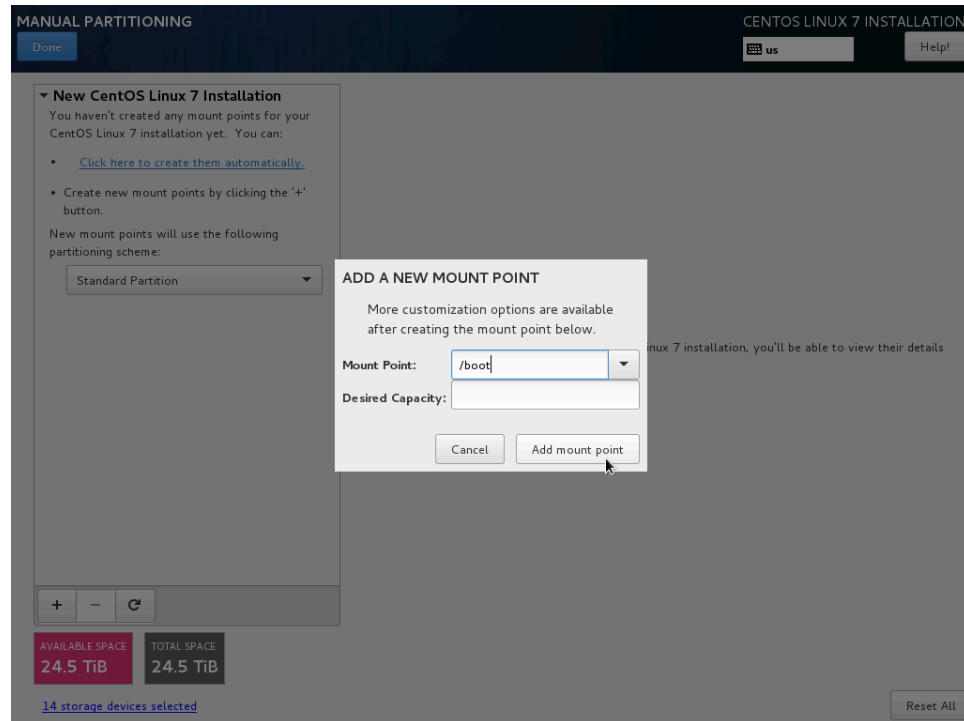 MANUAL PARTITIONING
CENTOS LINUX 7 INSTALLATION
Done
us
Help!
New CentOS Linux 7 Installation
You haven't created any mount points for your
CentOS Linux 7 installation yet. You can:
• Click here to create them automatically.
• Create new mount points by clicking the '+'
button.
New mount points will use the following
partitioning scheme:
Standard Partition
ADD A NEW MOUNT POINT
More customization options are available
after creating the mount point below.
inux 7 installation, you'll be able to view their details
Mount Point: /boot
Desired Capacity:
Cancel
Add mount point
+ −
AVAILABLE SPACE
24.5 TiB
TOTAL SPACE
24.5 TiB
14 storage devices selected
Reset All